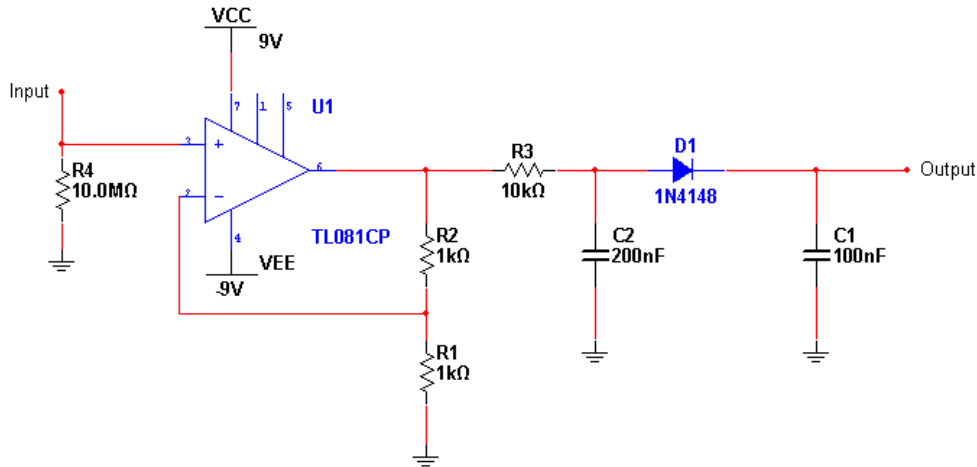 VCC
9V
Input
7
1
5
U1
3
+
R4
10.0MΩ
2
−
6
4
TL081CP
VEE
-9V
R2
1kΩ
R1
1kΩ
R3
10kΩ
C2
200nF
D1
1N4148
C1
100nF
Output